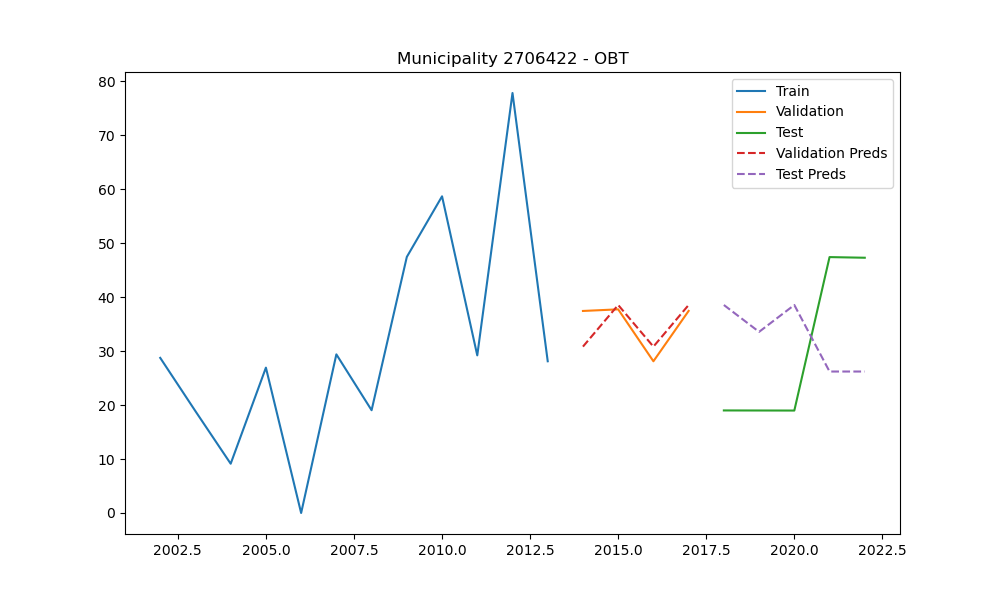 Municipality 2706422 - OBT
80
70
60
50
40
30
20
10
0
Train
Validation
Test
Validation Preds
Test Preds
2002.5 2005.0 2007.5 2010.0 2012.5 2015.0 2017.5 2020.0 2022.5